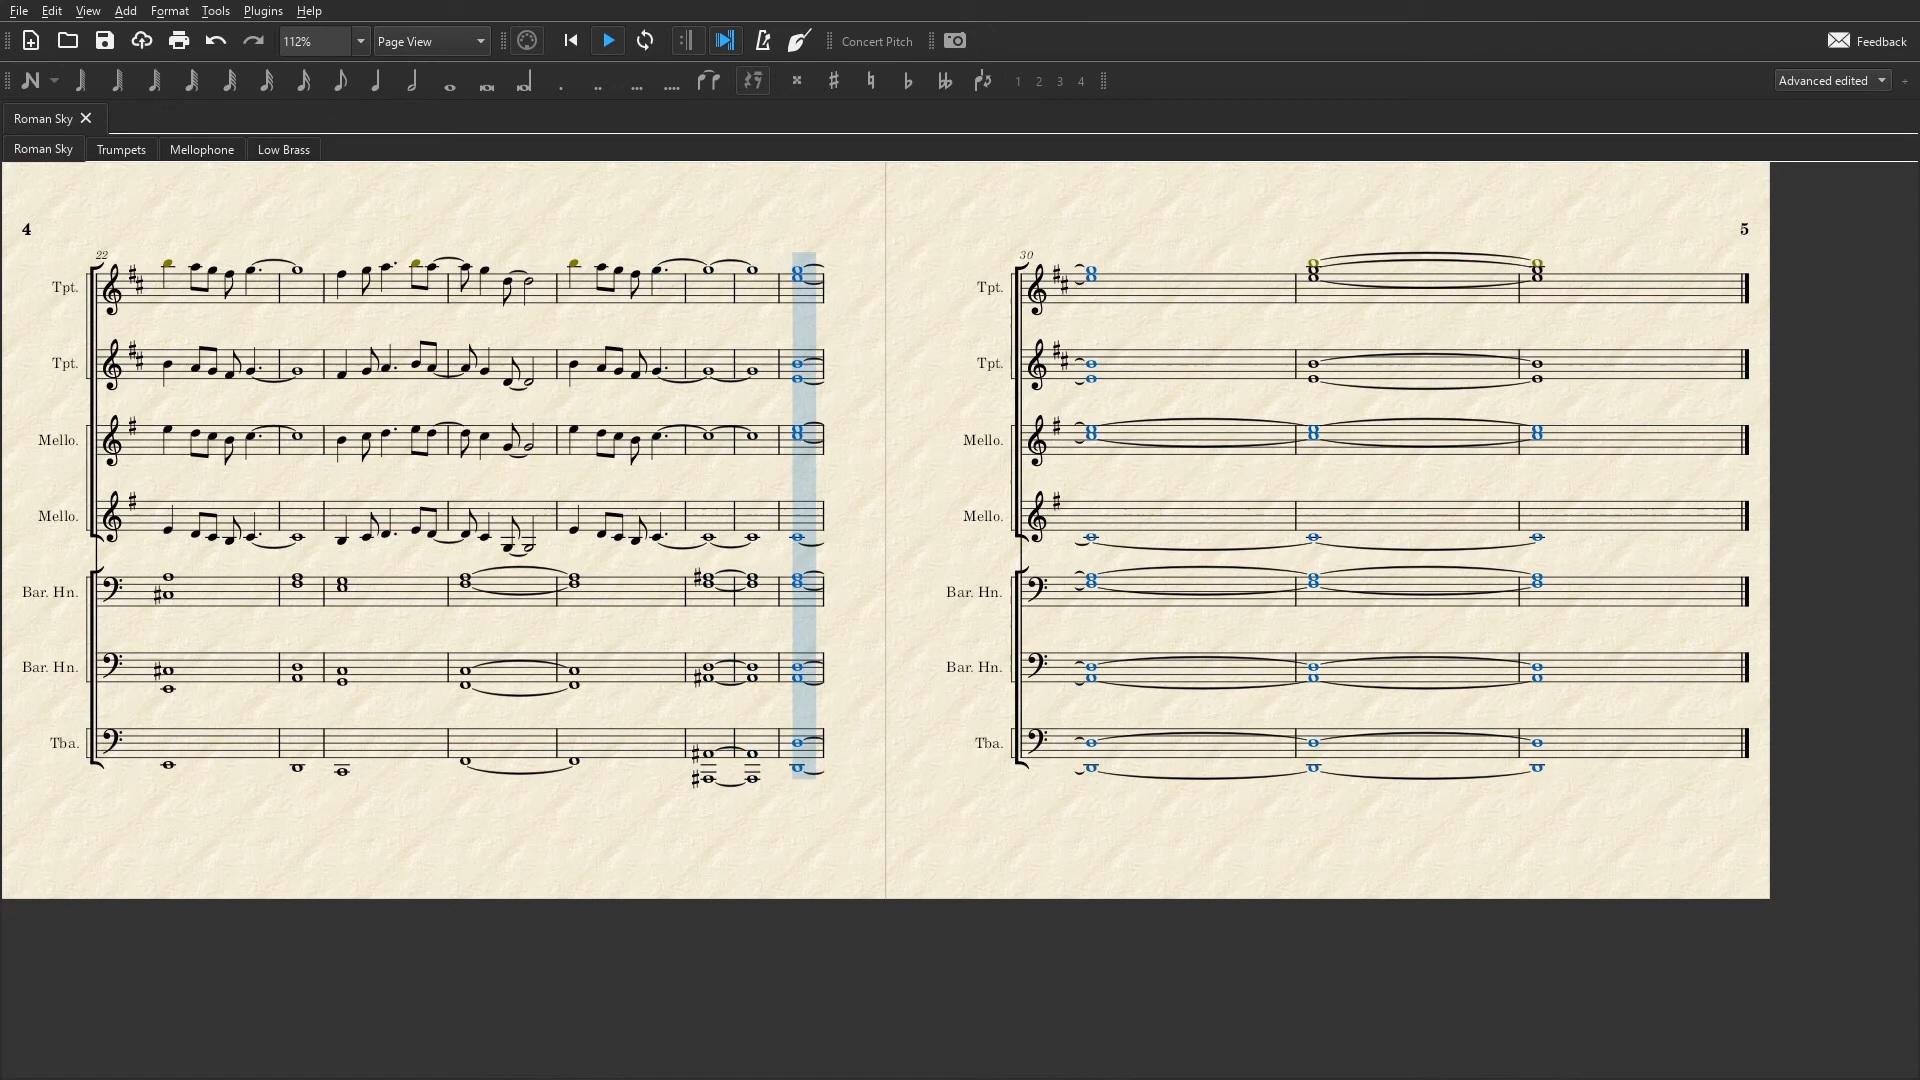 File Edit View Add Format Tools Plugins Help
112% Page View Concert Pitch Feedback
1 2 3 4 Advanced edited
Roman Sky
Roman Sky Trumpets Mellophone Low Brass
4
22
Tpt.
Tpt.
Mello.
Mello.
Bar. Hn.
Bar. Hn.
Tba.
5
30
Tpt.
Tpt.
Mello.
Mello.
Bar. Hn.
Bar. Hn.
Tba.